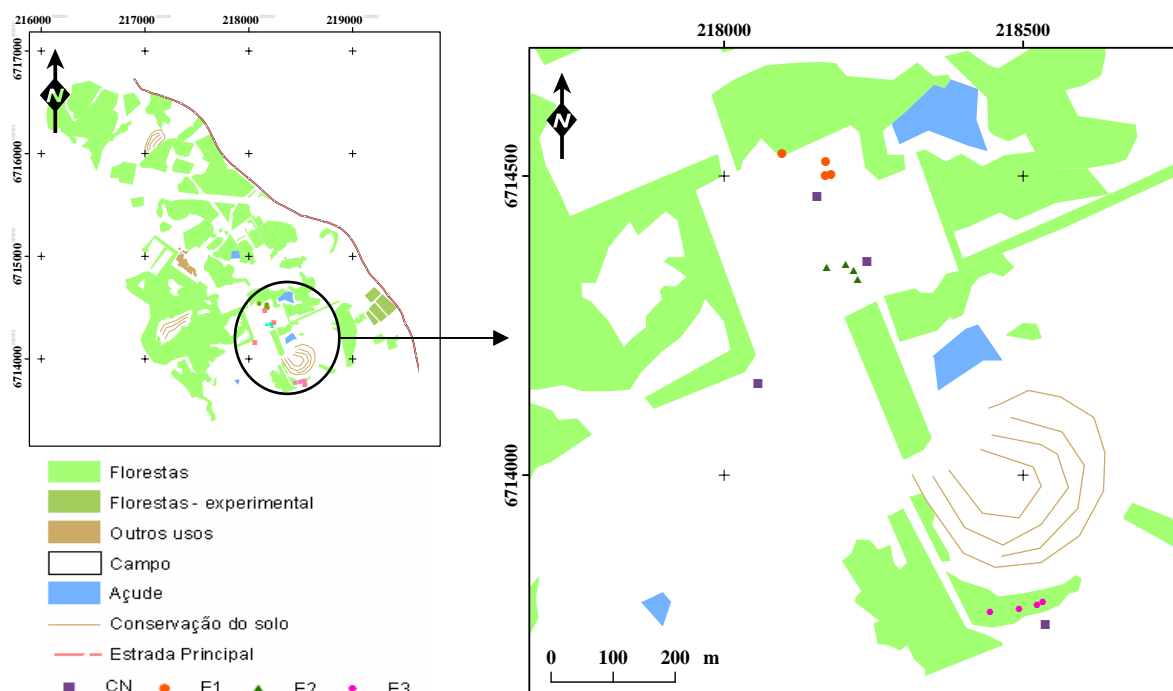 216000 217000 218000 219000
6717000
6716000
6715000
6714000
N
218000 218500
6714500
6714000
N
0 100 200 m
Florestas
Florestas - experimental
Outros usos
Campo
Açude
Conservação do solo
Estrada Principal
CN E1 E2 E3